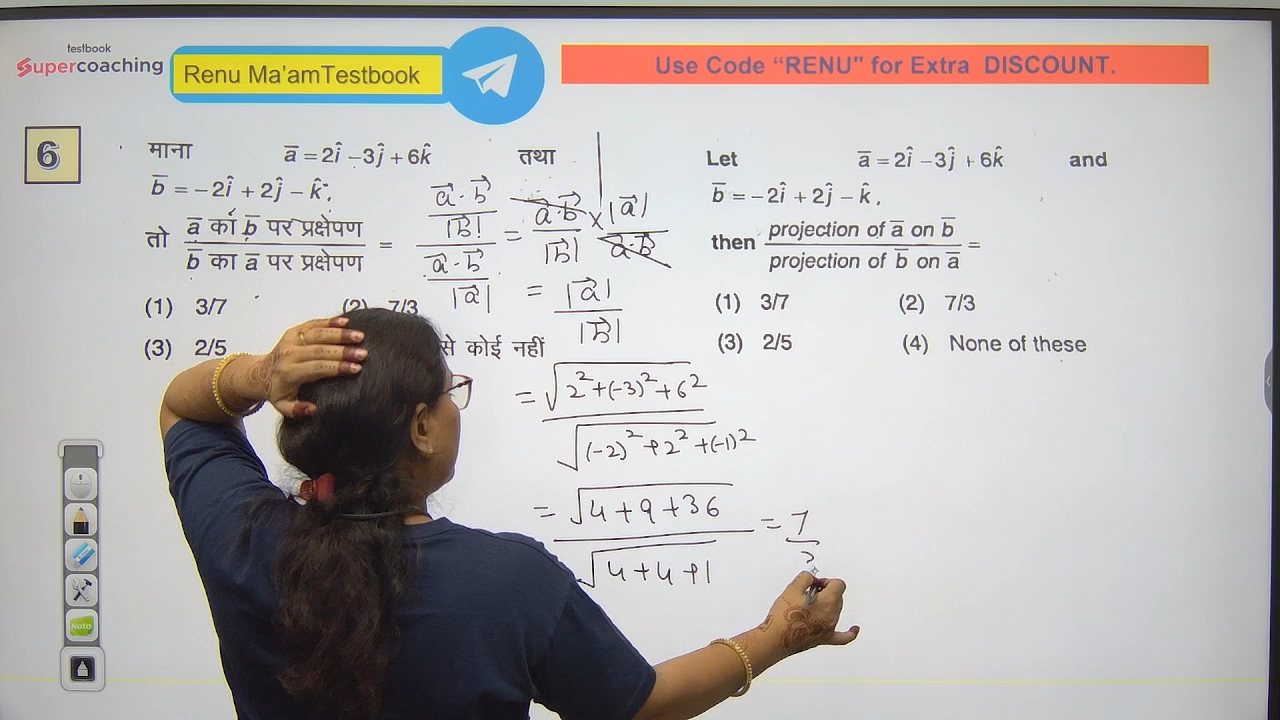 testbook
Supercoaching
Renu Ma'amTestbook
Use Code “RENU" for Extra DISCOUNT.
6
माना a̅ = 2î −3ĵ + 6k̂ तथा
b̅ = −2î + 2ĵ − k̂,
तो a̅ का b̅ पर प्रक्षेपण / b̅ का a̅ पर प्रक्षेपण =
(1) 3/7 (2) 7/3
(3) 2/5 से कोई नहीं
(a⃗·b⃗ / |b⃗|) / (a⃗·b⃗ / |a⃗|) = a⃗·b⃗ / |b⃗| × |a⃗| / a⃗·b⃗
= |a⃗| / |b⃗|
= √(2²+(-3)²+6²) / √((-2)²+2²+(-1)²)
= √(4+9+36) / √(4+4+1) = 7/
Let a̅ = 2î −3ĵ + 6k̂ and
b̅ = −2î + 2ĵ − k̂,
then projection of a̅ on b̅ / projection of b̅ on a̅ =
(1) 3/7 (2) 7/3
(3) 2/5 (4) None of these
Note